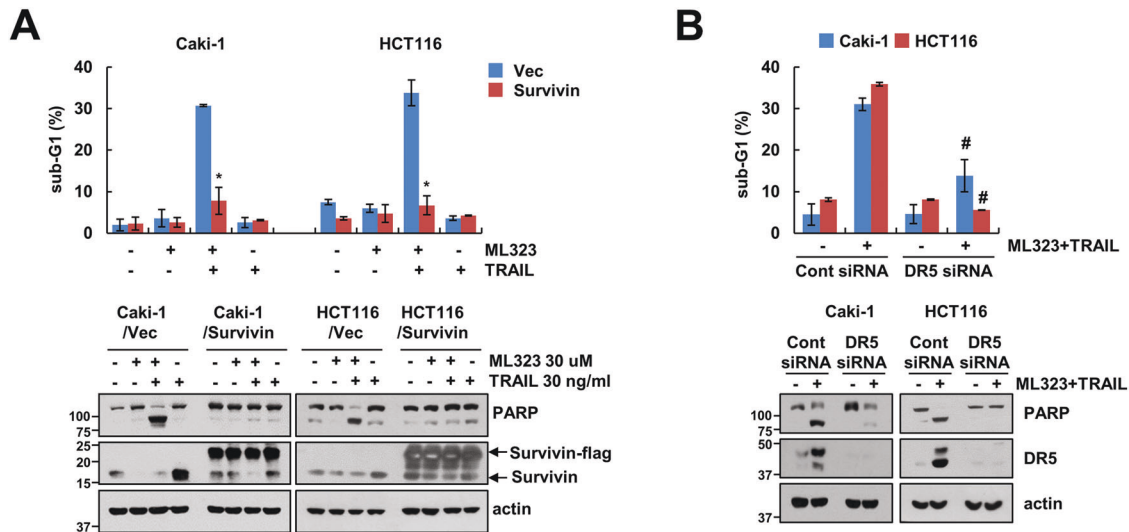 A
Caki-1
HCT116
Vec
Survivin
sub-G1 (%)
40
30
20
10
0
*
*
- + + - - + + - ML323
- - + + - - + + TRAIL
Caki-1
/Vec
Caki-1
/Survivin
HCT116
/Vec
HCT116
/Survivin
- + + - - + + - - + + - - + + - ML323 30 uM
- - + + - - + + - - + + - - + + TRAIL 30 ng/ml
100
75
PARP
25
20
15
Survivin-flag
Survivin
37
actin
B
Caki-1
HCT116
sub-G1 (%)
40
30
20
10
0
#
#
- + - + ML323+TRAIL
Cont siRNA
DR5 siRNA
Caki-1
HCT116
Cont
siRNA
DR5
siRNA
Cont
siRNA
DR5
siRNA
- + - + - + - + ML323+TRAIL
100
75
PARP
50
37
DR5
37
actin